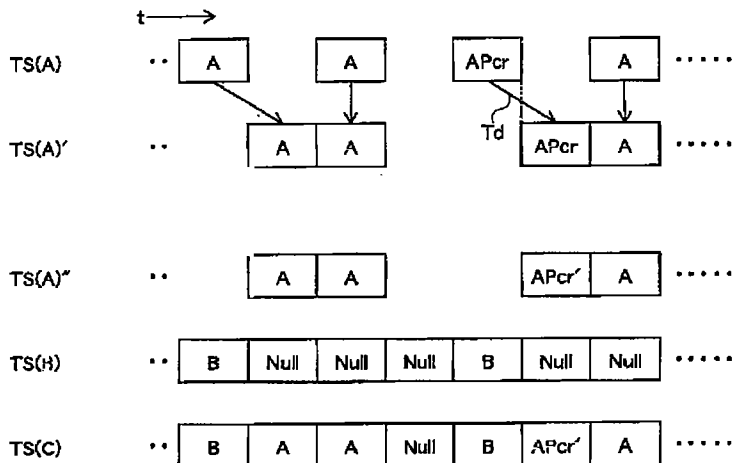 t
TS(A) ·· A A APcr A ·····
Td
TS(A)′ ·· A A APcr A ·····
TS(A)″ ·· A A APcr′ A ·····
TS(B) ·· B Null Null Null B Null Null ·····
TS(C) ·· B A A Null B APcr′ A ·····